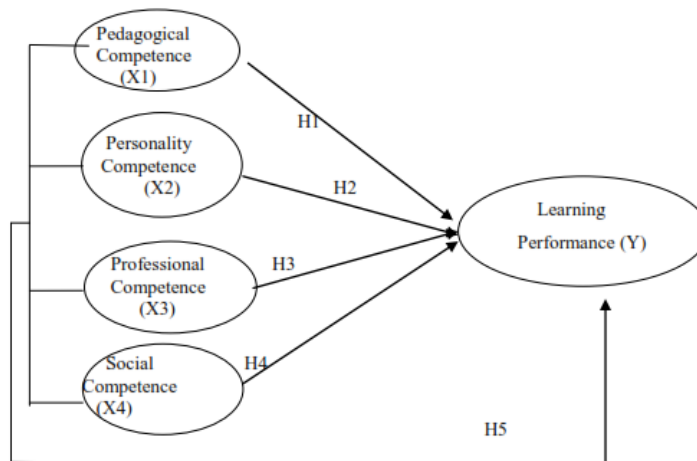 Pedagogical
Competence
(X1)
H1
Personality
Competence
(X2)
H2
Learning
Performance (Y)
Professional
Competence
(X3)
H3
Social
Competence
(X4)
H4
H5